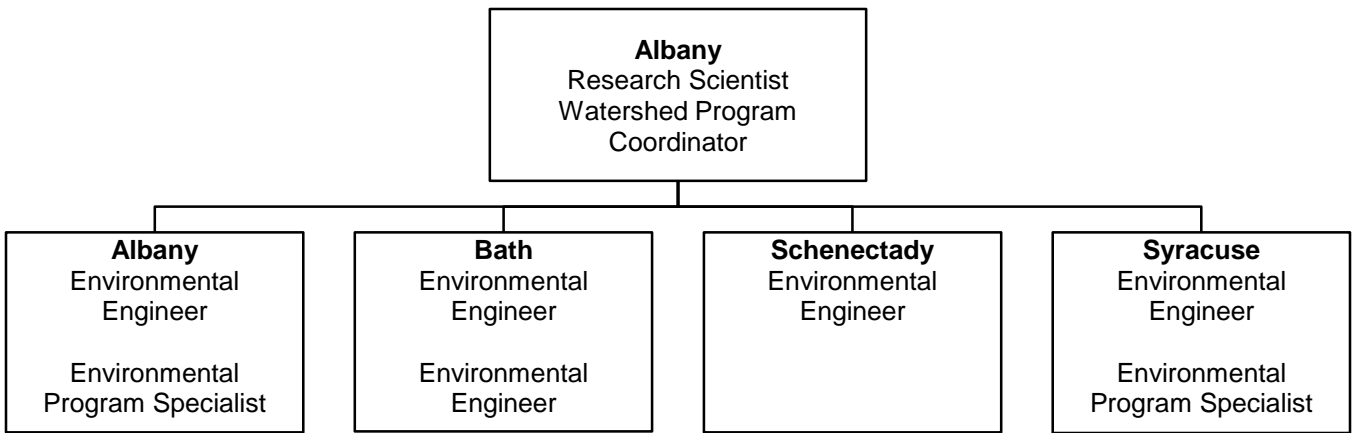 Albany
Research Scientist
Watershed Program
Coordinator
Albany
Environmental
Engineer
Environmental
Program Specialist
Bath
Environmental
Engineer
Environmental
Engineer
Schenectady
Environmental
Engineer
Syracuse
Environmental
Engineer
Environmental
Program Specialist